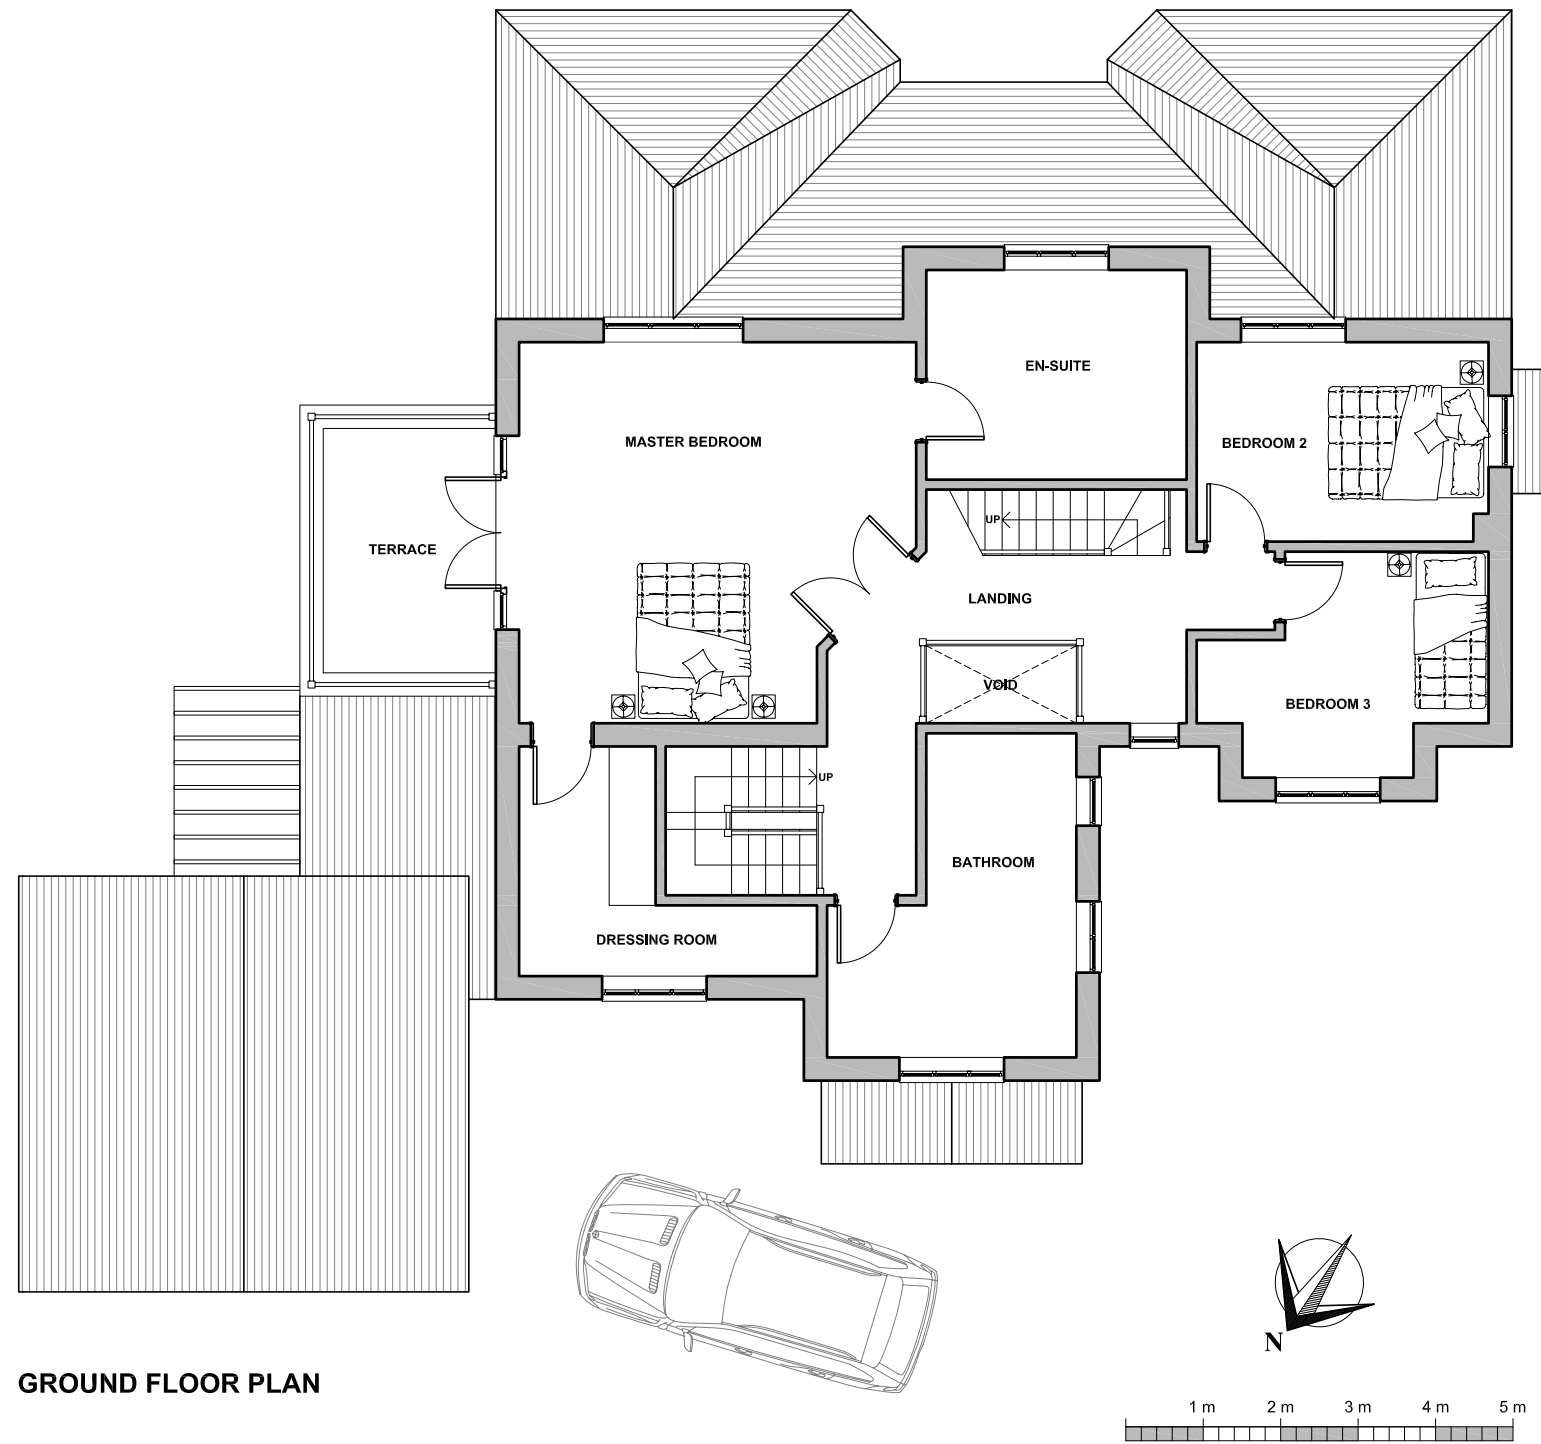 EN-SUITE
MASTER BEDROOM
BEDROOM 2
UP
TERRACE
LANDING
VOID
BEDROOM 3
UP
BATHROOM
DRESSING ROOM
N
GROUND FLOOR PLAN
1 m 2 m 3 m 4 m 5 m